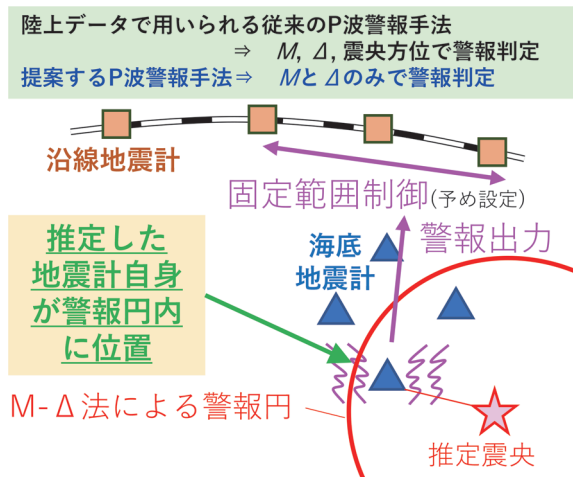 陸上データで用いられる従来のP波警報手法
⇒ M, Δ, 震央方位で警報判定
提案するP波警報手法⇒ MとΔのみで警報判定
沿線地震計
固定範囲制御(予め設定)
推定した
地震計自身
が警報円内
に位置
海底
地震計
警報出力
M-Δ法による警報円
推定震央